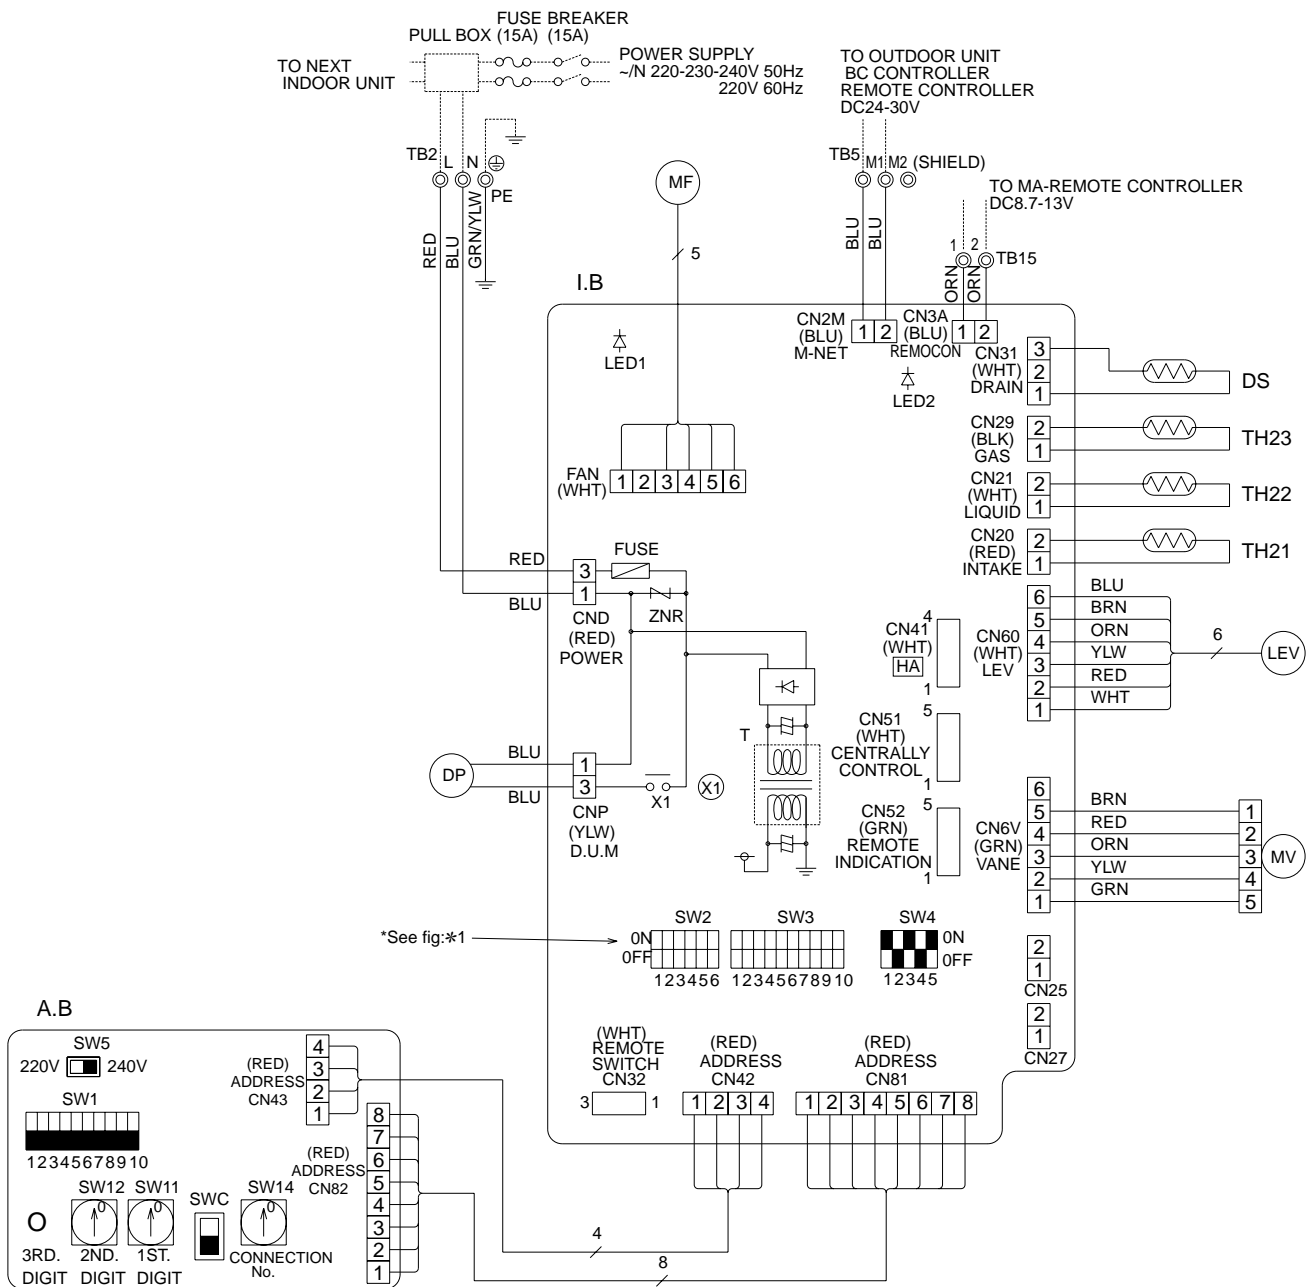 FUSE BREAKER
PULL BOX (15A) (15A)
TO NEXT
INDOOR UNIT
POWER SUPPLY
~/N 220-230-240V 50Hz
220V 60Hz
TO OUTDOOR UNIT
BC CONTROLLER
REMOTE CONTROLLER
DC24-30V
TB2 L N
PE
RED
BLU
GRN/YLW
MF
5
TB5 M1 M2 (SHIELD)
BLU
BLU
TO MA-REMOTE CONTROLLER
DC8.7-13V
1 2
TB15
ORN
ORN
I.B
LED1
CN2M
(BLU)
M-NET
1 2
CN3A
(BLU)
REMOCON
1 2
LED2
CN31
(WHT)
DRAIN
3
2
1
DS
CN29
(BLK)
GAS
2
1
TH23
CN21
(WHT)
LIQUID
2
1
TH22
CN20
(RED)
INTAKE
2
1
TH21
FAN
(WHT)
1 2 3 4 5 6
RED
BLU
3
1
FUSE
ZNR
CND
(RED)
POWER
CN41
(WHT)
HA
4
1
CN60
(WHT)
LEV
6
5
4
3
2
1
BLU
BRN
ORN
YLW
RED
WHT
6
LEV
CN51
(WHT)
CENTRALLY
CONTROL
5
1
T
DP
BLU
BLU
1
3
CNP
(YLW)
D.U.M
X1
X1
CN52
(GRN)
REMOTE
INDICATION
5
1
CN6V
(GRN)
VANE
6
5
4
3
2
1
BRN
RED
ORN
YLW
GRN
1
2
3
4
5
MV
*See fig:*1
SW2
0N
0FF
123456
SW3
12345678910
SW4
0N
0FF
12345
2
1
CN25
2
1
CN27
(WHT)
REMOTE
SWITCH
CN32
3 1
(RED)
ADDRESS
CN42
1 2 3 4
(RED)
ADDRESS
CN81
1 2 3 4 5 6 7 8
A.B
SW5
220V 240V
SW1
12345678910
(RED)
ADDRESS
CN43
4
3
2
1
(RED)
ADDRESS
CN82
8
7
6
5
4
3
2
1
SW12 SW11 SWC SW14
0 0 0
O
3RD. 2ND. 1ST.
DIGIT DIGIT DIGIT
CONNECTION
No.
4
8